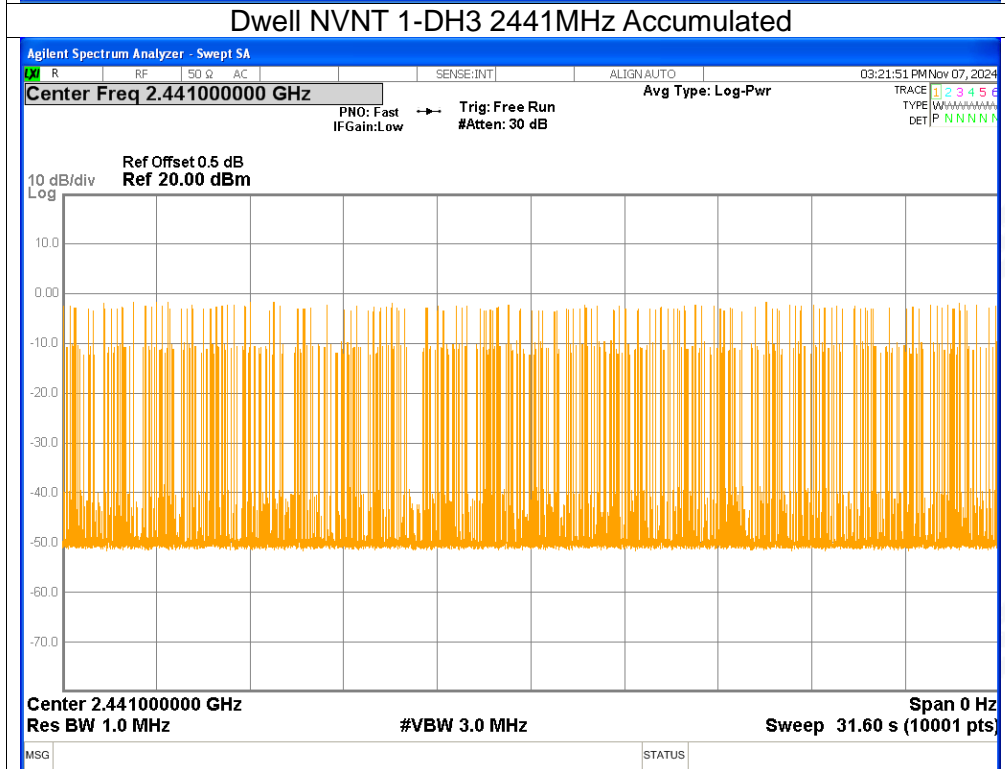 Dwell NVNT 1-DH3 2441MHz Accumulated
Agilent Spectrum Analyzer - Swept SA
LXI R RF 50 Ω AC SENSE:INT ALIGN AUTO 03:21:51 PM Nov 07, 2024
Center Freq 2.441000000 GHz
PNO: Fast Trig: Free Run
IFGain:Low #Atten: 30 dB
Avg Type: Log-Pwr
TRACE 1 2 3 4 5 6
TYPE W
DET P N N N N N
Ref Offset 0.5 dB
10 dB/div Ref 20.00 dBm
Log
10.0
0.00
-10.0
-20.0
-30.0
-40.0
-50.0
-60.0
-70.0
Center 2.441000000 GHz Span 0 Hz
Res BW 1.0 MHz #VBW 3.0 MHz Sweep 31.60 s (10001 pts)
MSG STATUS